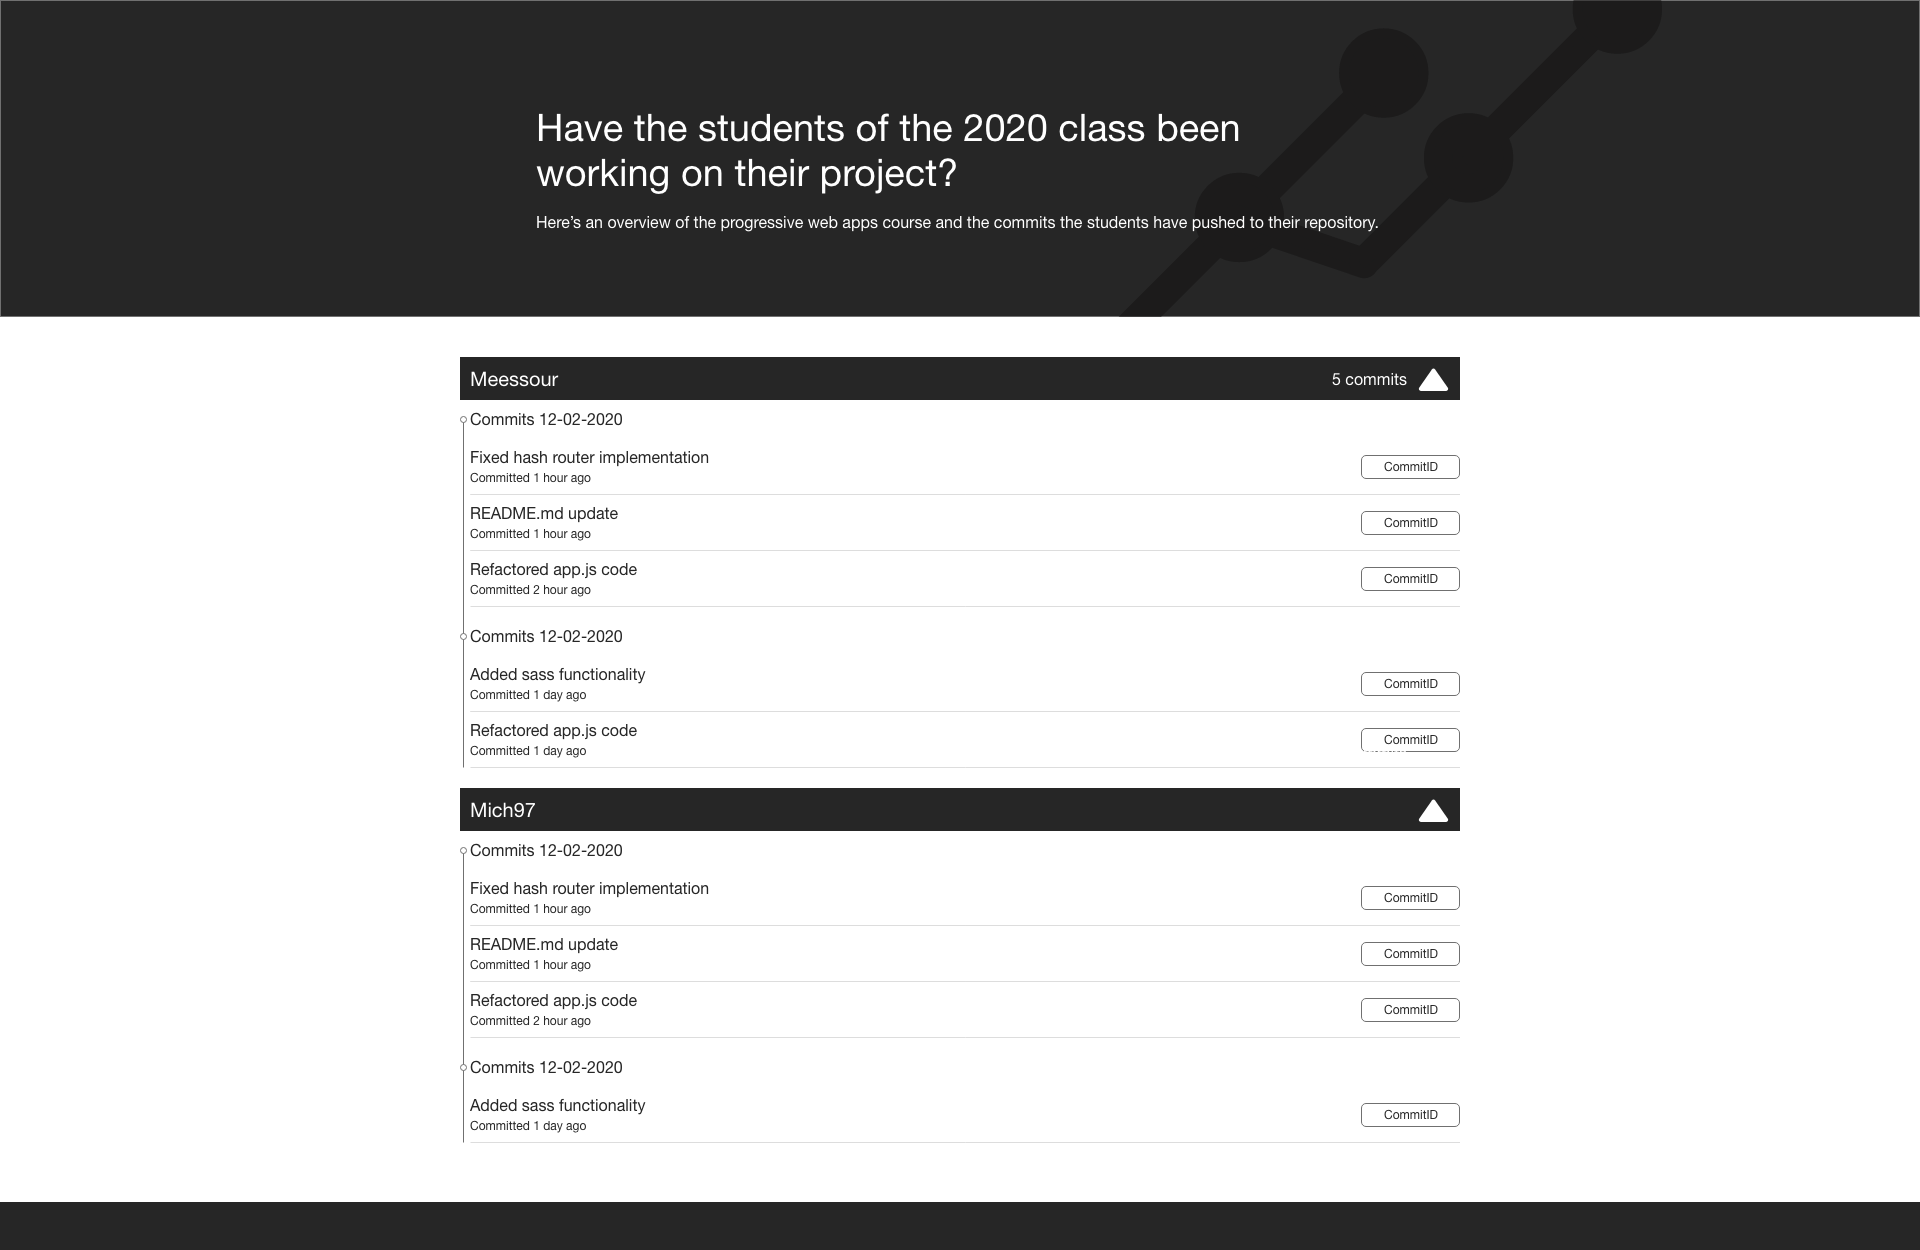 Have the students of the 2020 class been
working on their project?
Here’s an overview of the progressive web apps course and the commits the students have pushed to their repository.
Meessour 5 commits
Commits 12-02-2020
Fixed hash router implementation
Committed 1 hour ago
CommitID
README.md update
Committed 1 hour ago
CommitID
Refactored app.js code
Committed 2 hour ago
CommitID
Commits 12-02-2020
Added sass functionality
Committed 1 day ago
CommitID
Refactored app.js code
Committed 1 day ago
CommitID
Mich97
Commits 12-02-2020
Fixed hash router implementation
Committed 1 hour ago
CommitID
README.md update
Committed 1 hour ago
CommitID
Refactored app.js code
Committed 2 hour ago
CommitID
Commits 12-02-2020
Added sass functionality
Committed 1 day ago
CommitID